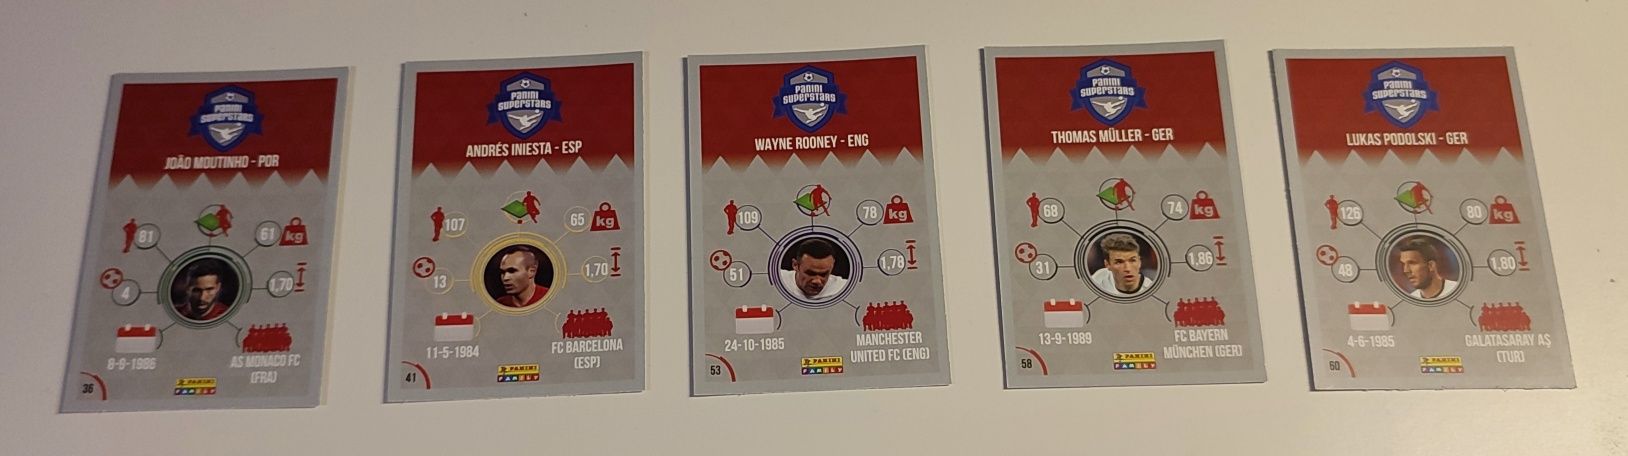 PANINI
SUPERSTARS
JOÃO MOUTINHO - POR
81
61
kg
4
1,70
8-9-1986
AS MONACO FC
(FRA)
36
PANINI
FAMILY
PANINI
SUPERSTARS
ANDRÉS INIESTA - ESP
107
65
kg
13
1,70
11-5-1984
FC BARCELONA
(ESP)
41
PANINI
FAMILY
PANINI
SUPERSTARS
WAYNE ROONEY - ENG
109
78
kg
51
1,78
24-10-1985
MANCHESTER
UNITED FC (ENG)
53
PANINI
FAMILY
PANINI
SUPERSTARS
THOMAS MÜLLER - GER
68
74
kg
31
1,86
13-9-1989
FC BAYERN
MÜNCHEN (GER)
58
PANINI
FAMILY
PANINI
SUPERSTARS
LUKAS PODOLSKI - GER
126
80
kg
48
1,80
4-6-1985
GALATASARAY AŞ
(TUR)
60
PANINI
FAMILY